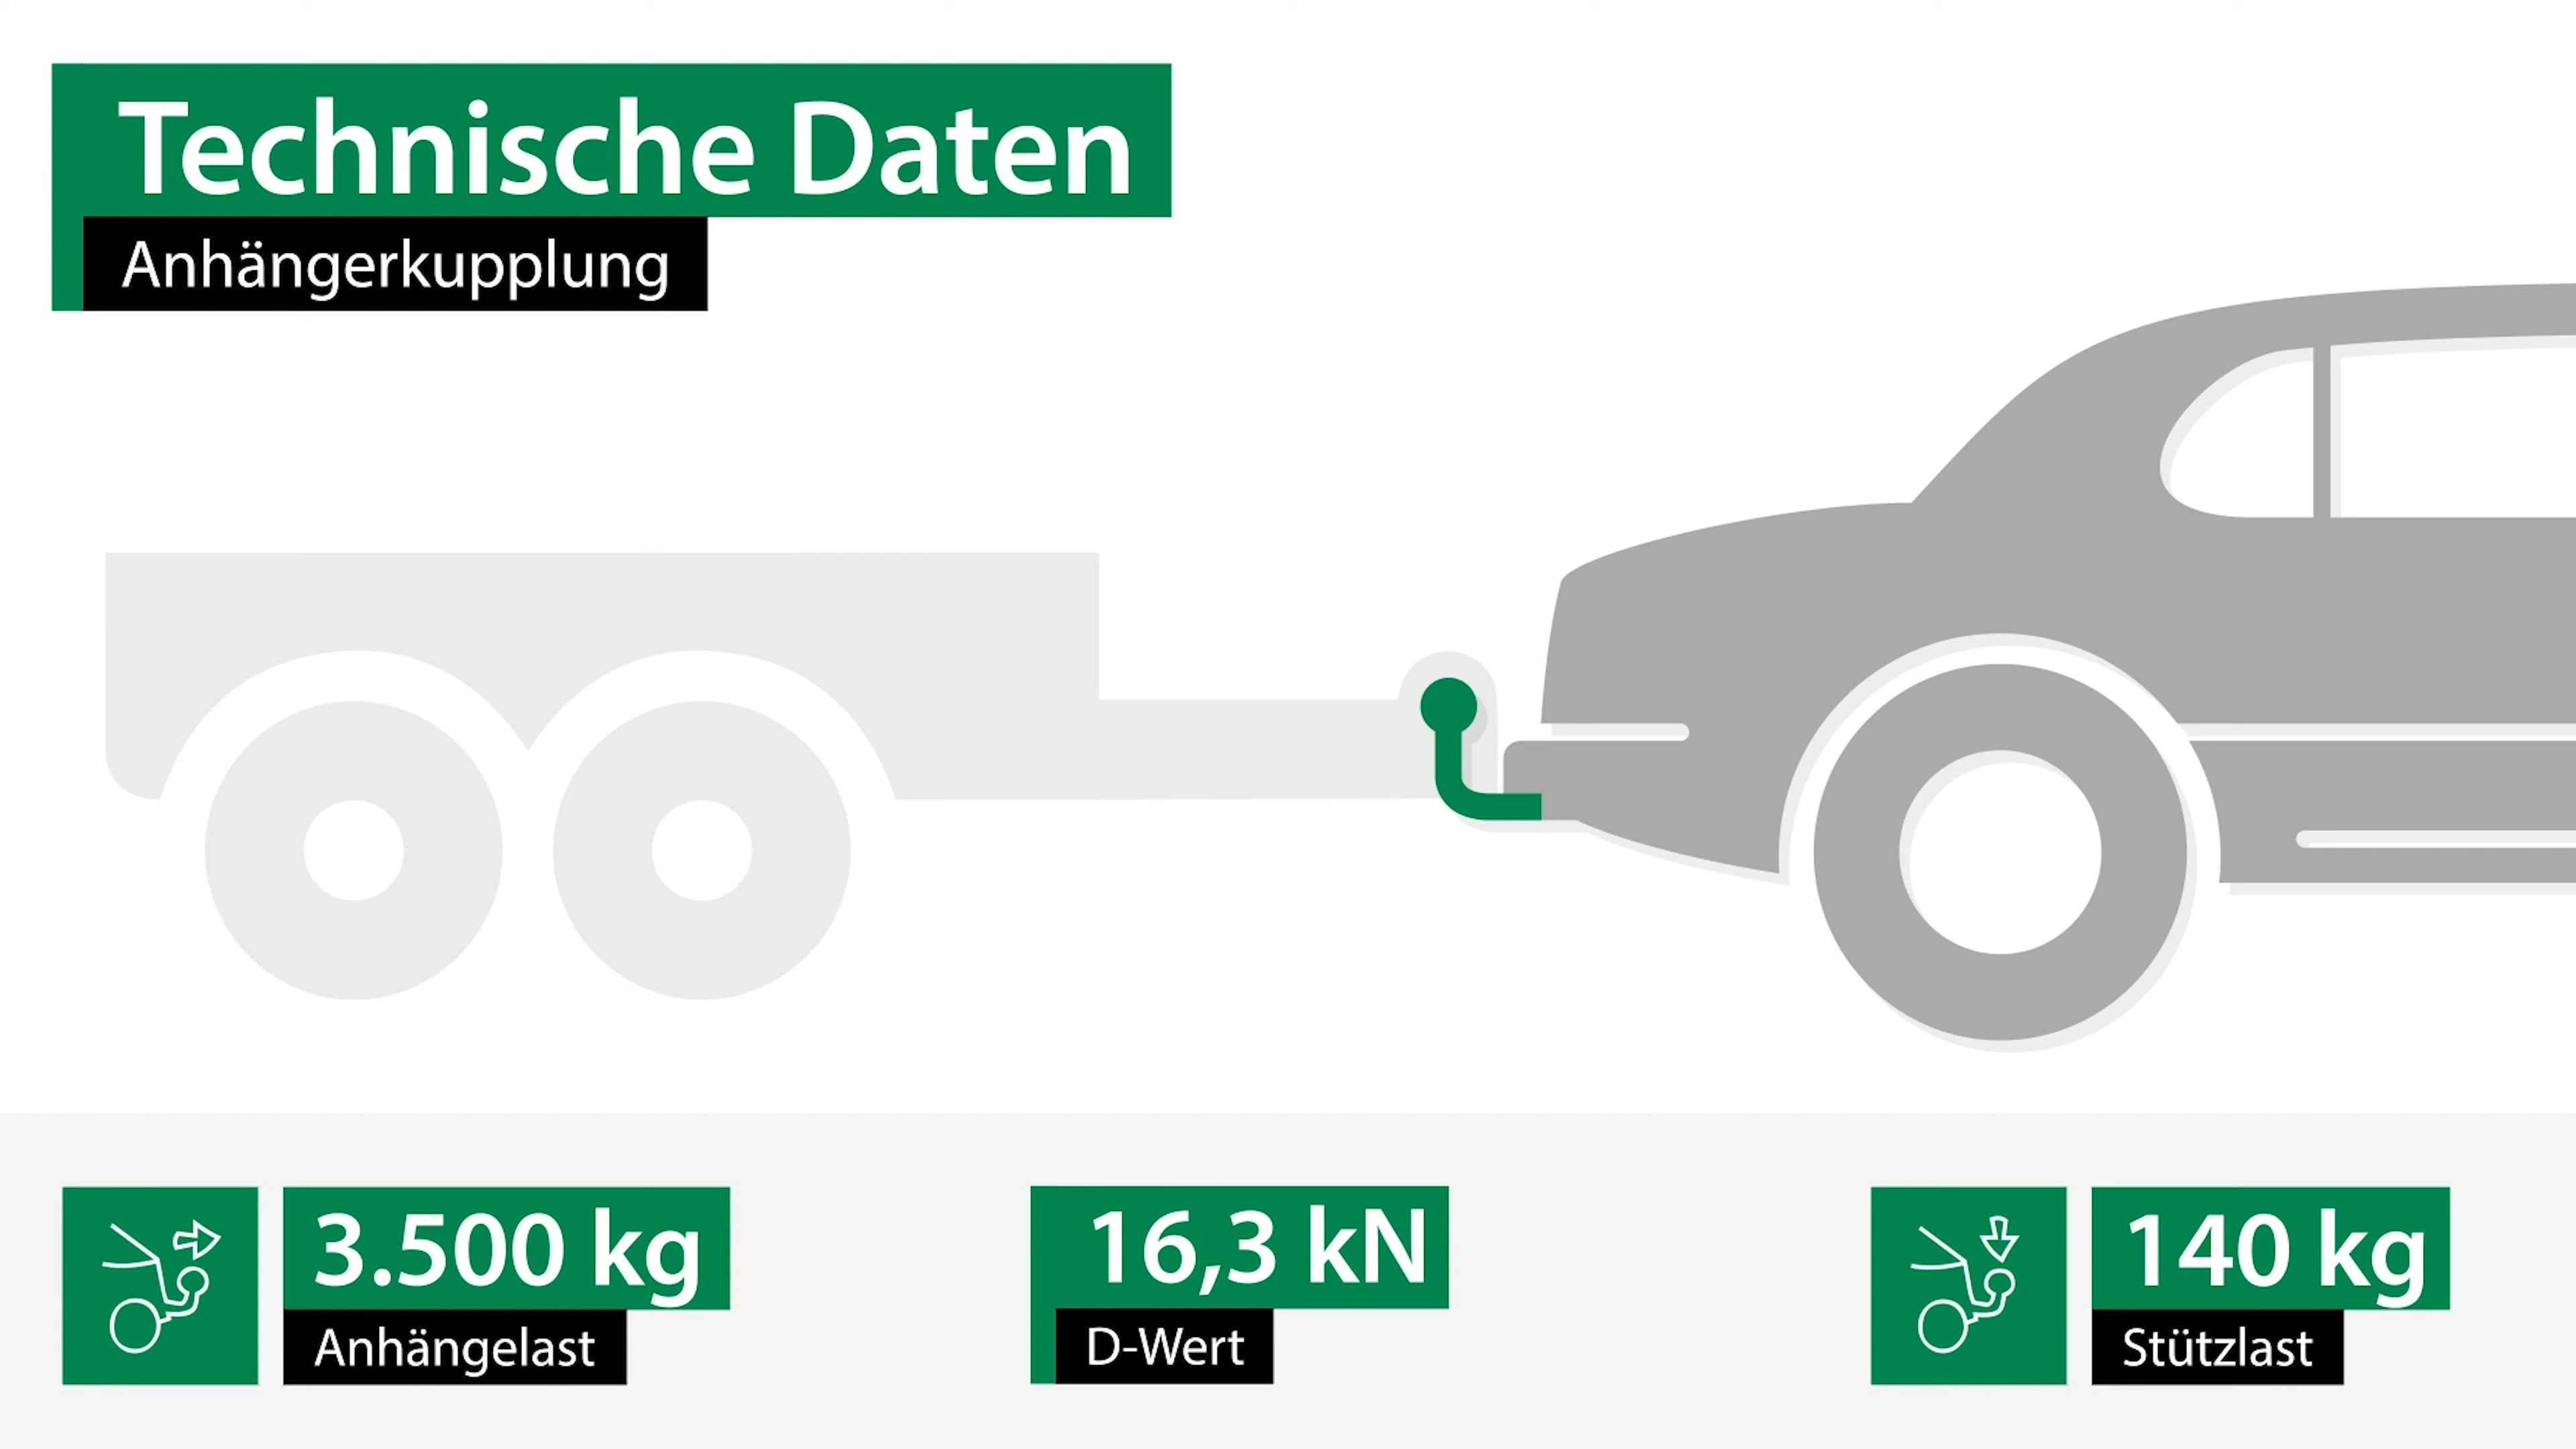 Technische Daten
Anhängerkupplung
3.500 kg
Anhängelast
16,3 kN
D-Wert
140 kg
Stützlast